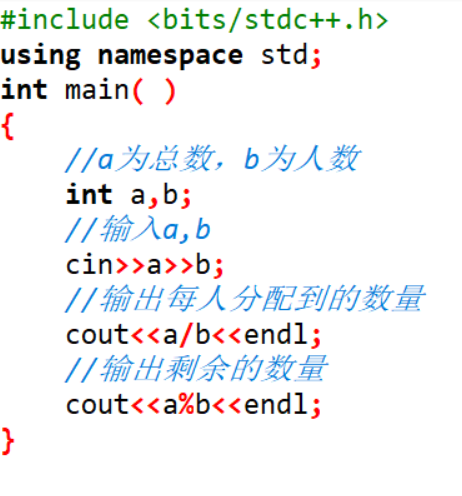 #include <bits/stdc++.h>
using namespace std;
int main( )
{
//a为总数，b为人数
int a,b;
//输入a,b
cin>>a>>b;
//输出每人分配到的数量
cout<<a/b<<endl;
//输出剩余的数量
cout<<a%b<<endl;
}